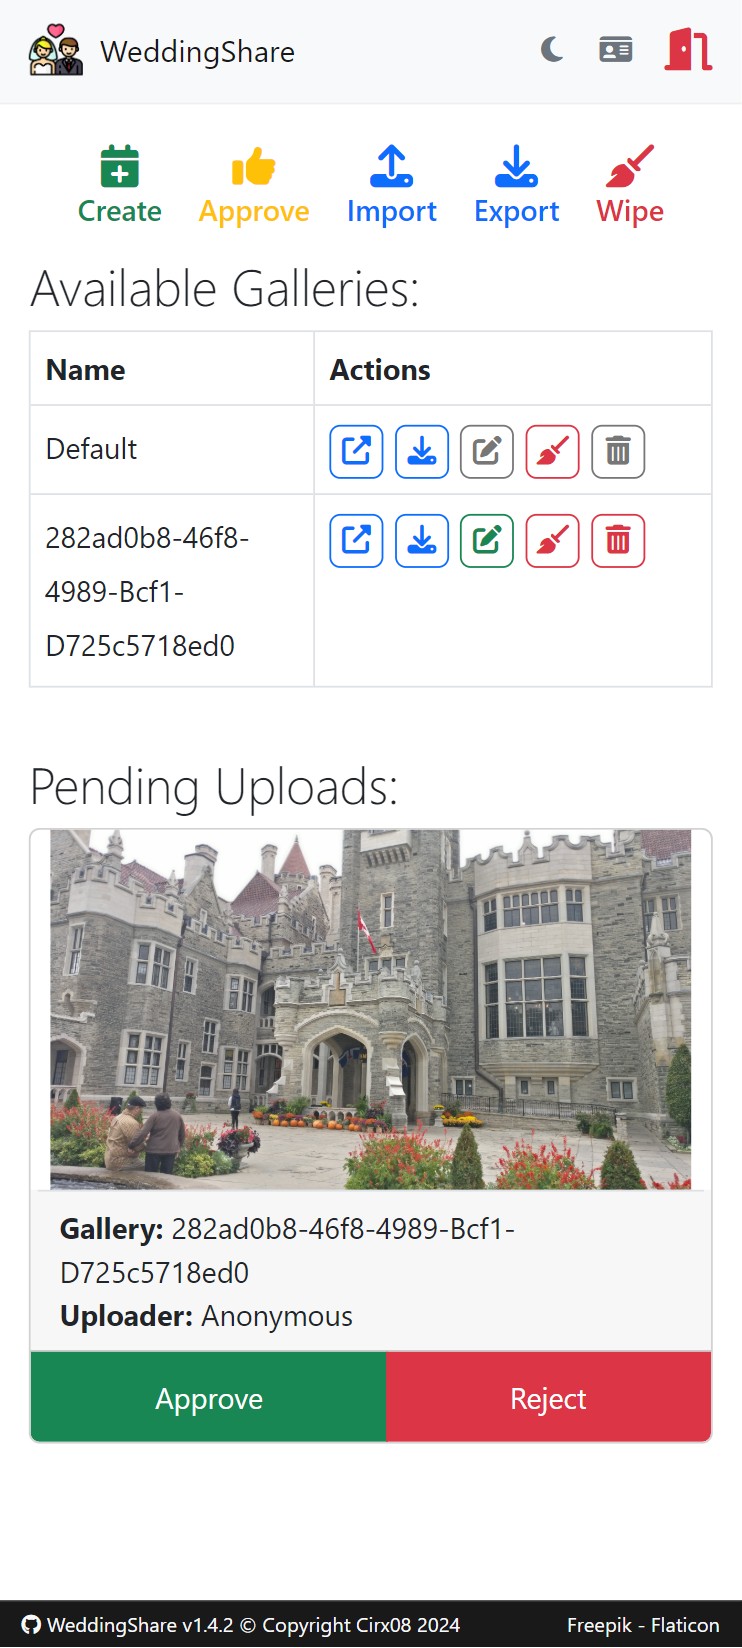 WeddingShare
Create Approve Import Export Wipe
Available Galleries:
Name Actions
Default
282ad0b8-46f8-
4989-Bcf1-
D725c5718ed0
Pending Uploads:
Gallery: 282ad0b8-46f8-4989-Bcf1-
D725c5718ed0
Uploader: Anonymous
Approve Reject
WeddingShare v1.4.2 © Copyright Cirx08 2024 Freepik - Flaticon